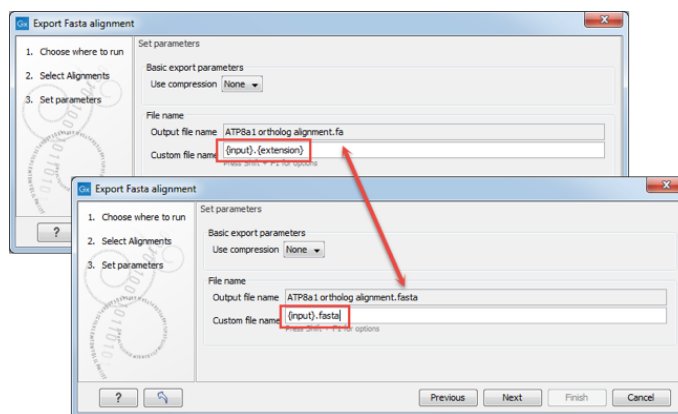 Gx Export Fasta alignment
1. Choose where to run
2. Select Alignments
3. Set parameters
Set parameters
Basic export parameters
Use compression None
File name
Output file name ATP8a1 ortholog alignment.fa
Custom file name {input}.{extension}
Press Shift + F1 for options
?
Gx Export Fasta alignment
1. Choose where to run
2. Select Alignments
3. Set parameters
Set parameters
Basic export parameters
Use compression None
File name
Output file name ATP8a1 ortholog alignment.fasta
Custom file name {input}.fasta
Press Shift + F1 for options
? Previous Next Finish Cancel